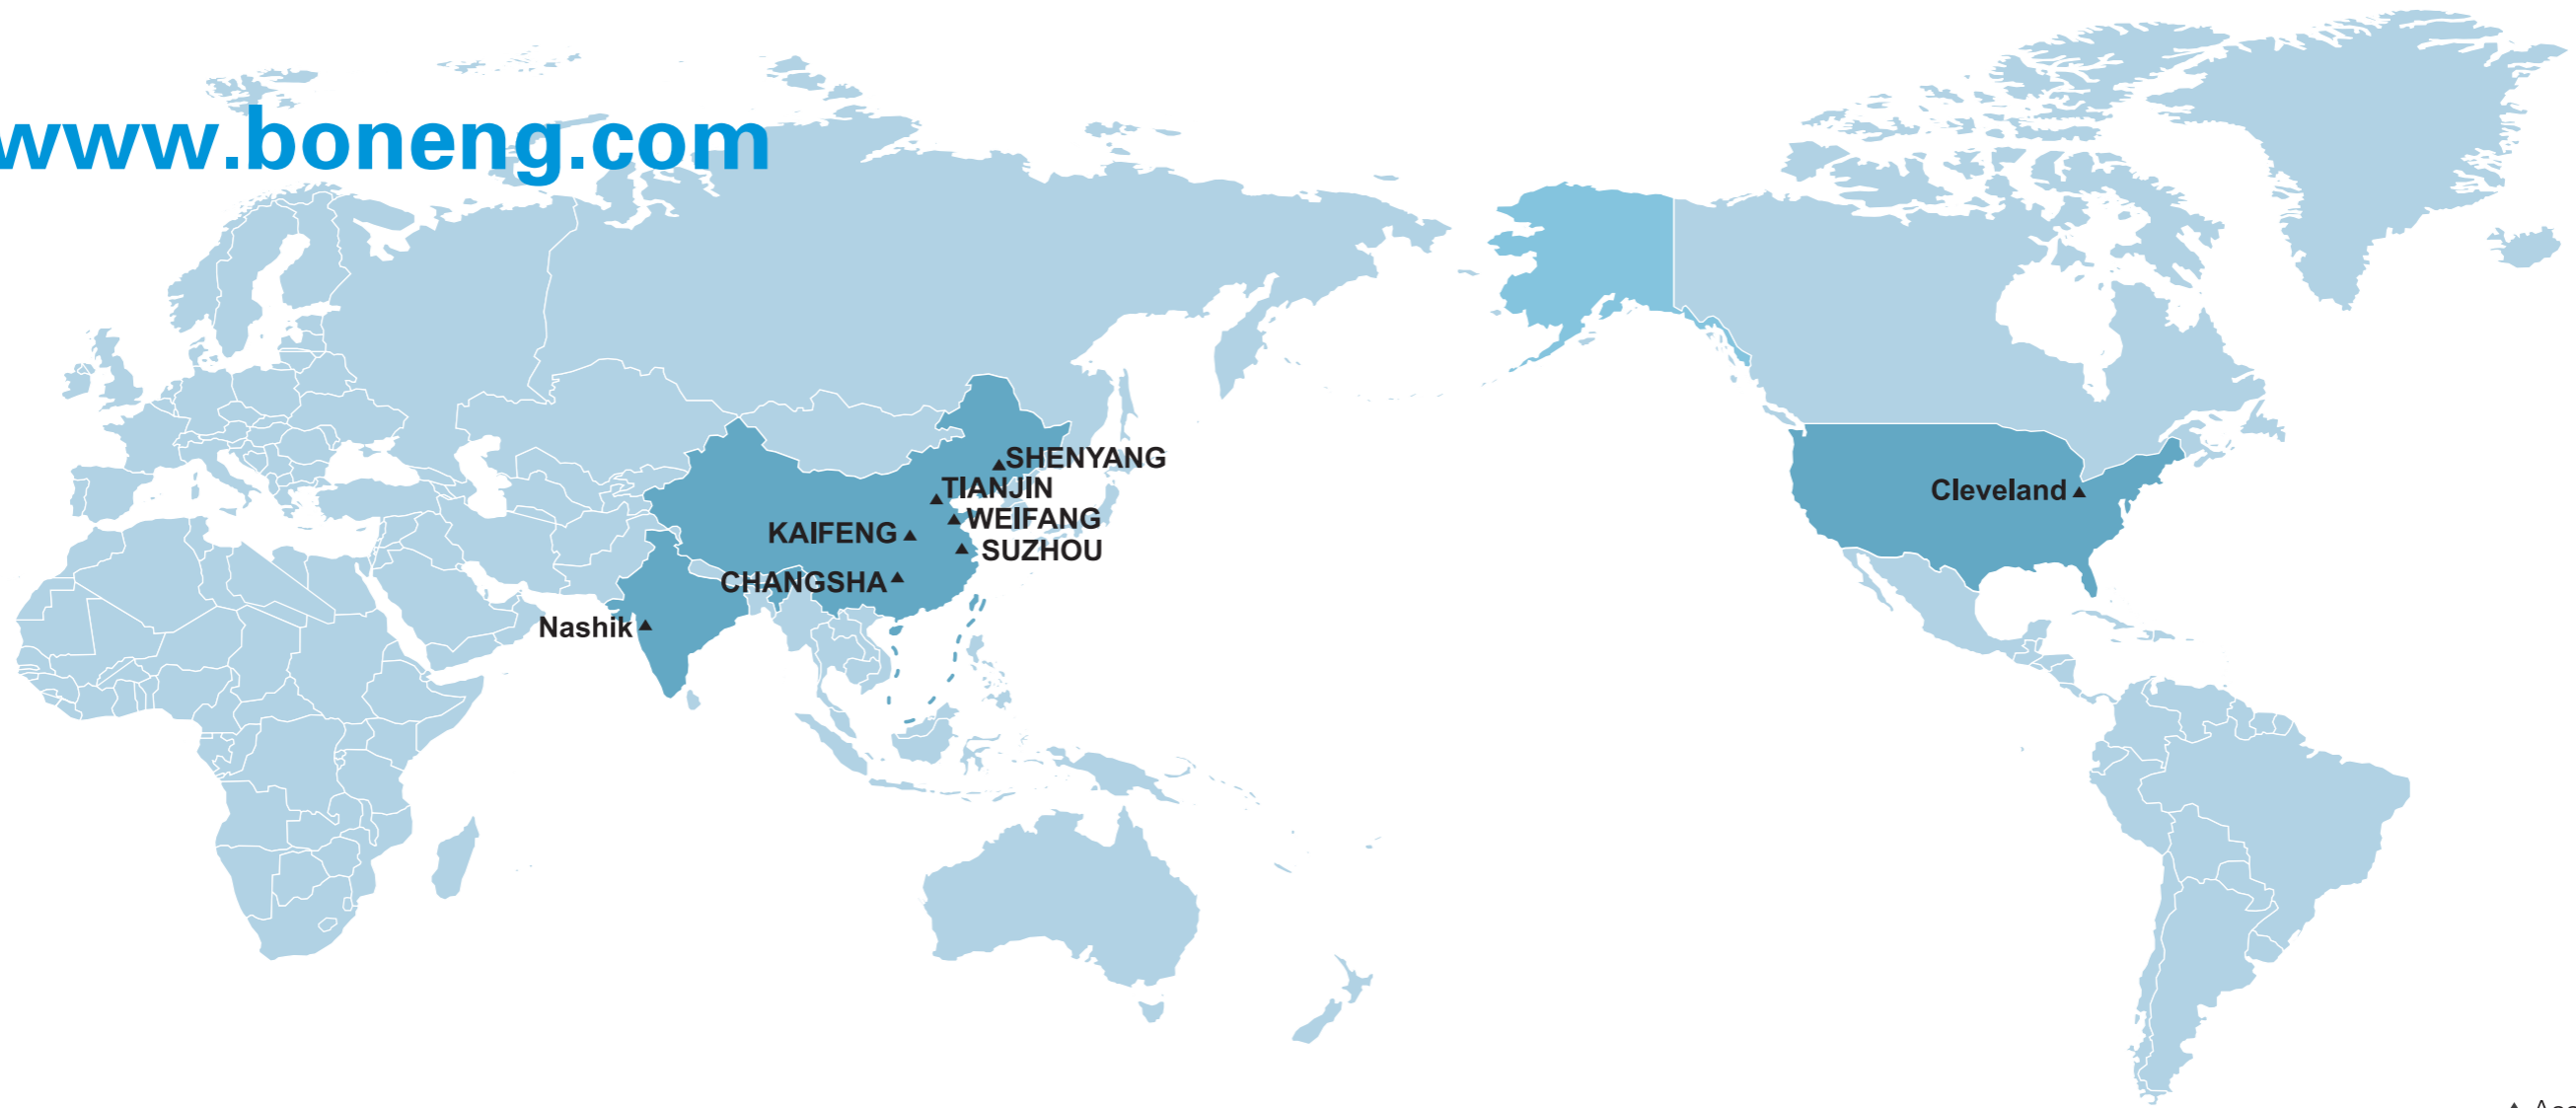 www.boneng.com
SHENYANG
TIANJIN
WEIFANG
KAIFENG
SUZHOU
CHANGSHA
Nashik
Cleveland